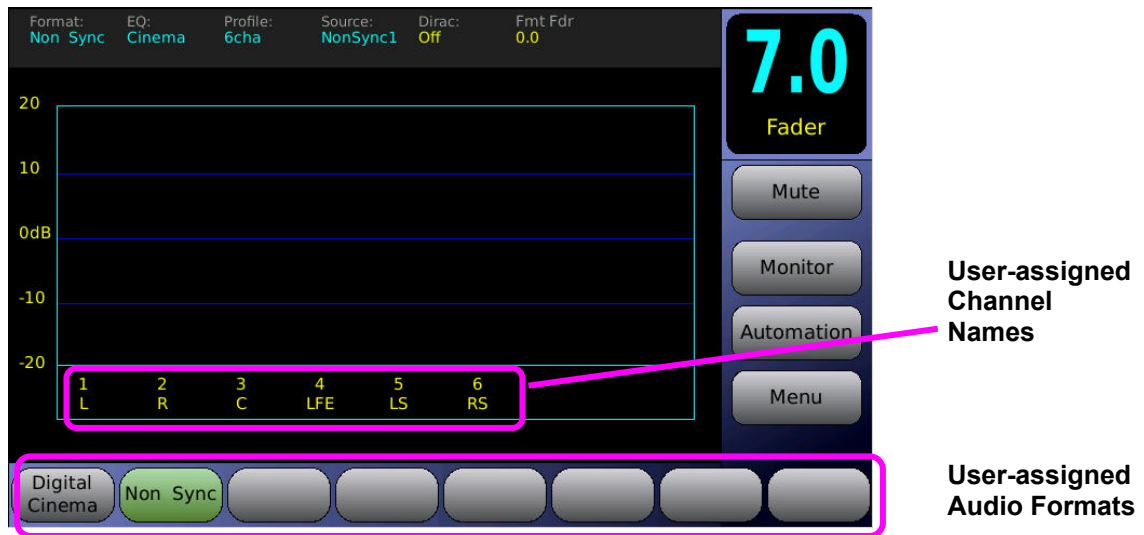 Format: EQ: Profile: Source: Dirac: Fmt Fdr
Non Sync Cinema 6cha NonSync1 Off 0.0
7.0
Fader
20
10
0dB
-10
-20
1 2 3 4 5 6
L R C LFE LS RS
Mute
Monitor
Automation
Menu
User-assigned
Channel
Names
Digital
Cinema
Non Sync
User-assigned
Audio Formats